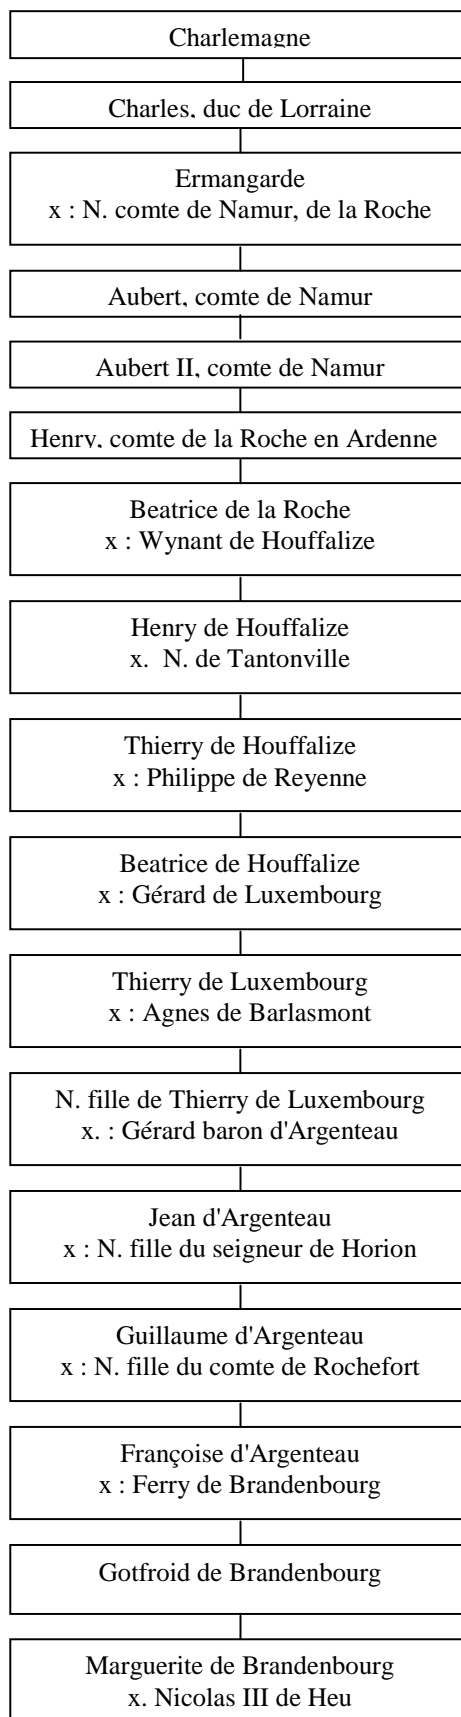 Charlemagne
Charles, duc de Lorraine
Ermangarde
x : N. comte de Namur, de la Roche
Aubert, comte de Namur
Aubert II, comte de Namur
Henry, comte de la Roche en Ardenne
Beatrice de la Roche
x : Wynant de Houffalize
Henry de Houffalize
x. N. de Tantonville
Thierry de Houffalize
x : Philippe de Reyenne
Beatrice de Houffalize
x : Gérard de Luxembourg
Thierry de Luxembourg
x : Agnes de Barlasmont
N. fille de Thierry de Luxembourg
x. : Gérard baron d'Argenteau
Jean d'Argenteau
x : N. fille du seigneur de Horion
Guillaume d'Argenteau
x : N. fille du comte de Rochefort
Françoise d'Argenteau
x : Ferry de Brandenbourg
Gotfroid de Brandenbourg
Marguerite de Brandenbourg
x. Nicolas III de Heu